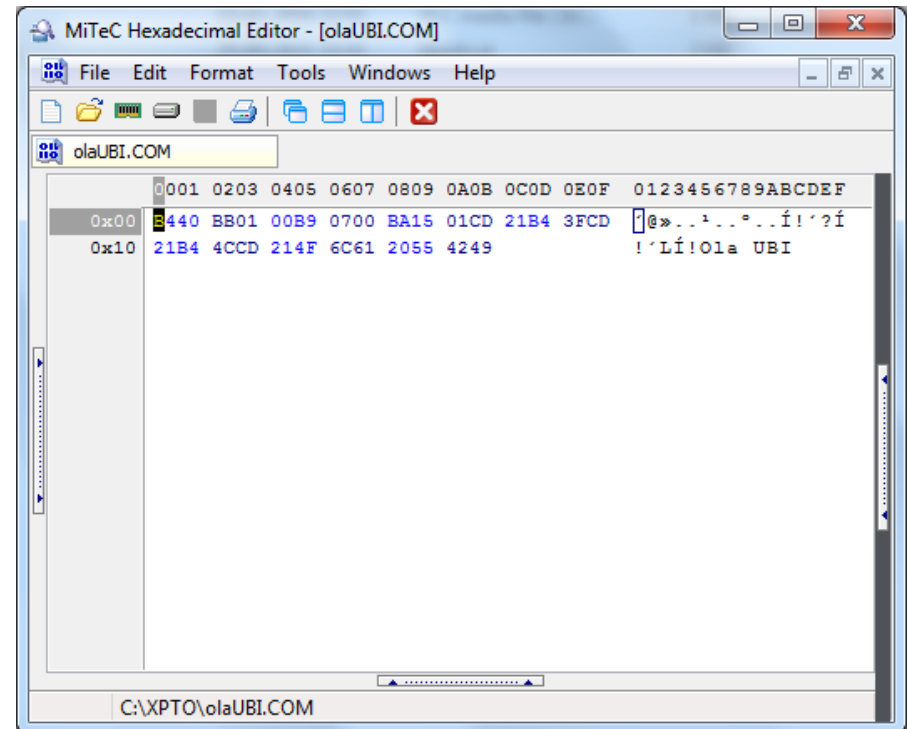 MiTeC Hexadecimal Editor - [olaUBI.COM]
File Edit Format Tools Windows Help
olaUBI.COM
0001 0203 0405 0607 0809 0A0B 0C0D 0E0F 0123456789ABCDEF
0x00 B440 BB01 00B9 0700 BA15 01CD 21B4 3FCD ´@»..¹..º..Í!´?Í
0x10 21B4 4CCD 214F 6C61 2055 4249 !´LÍ!Ola UBI
C:\XPTO\olaUBI.COM